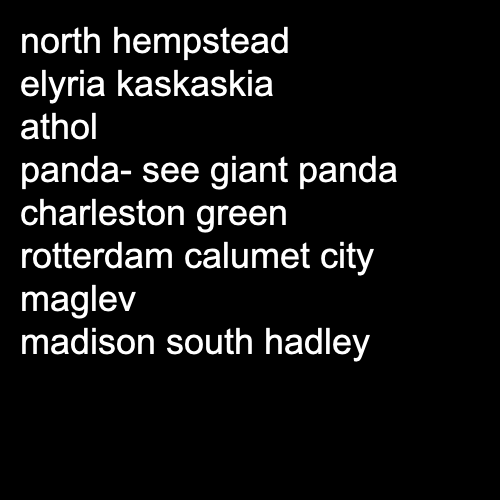 north hempstead
elyria kaskaskia
athol
panda- see giant panda
charleston green
rotterdam calumet city
maglev
madison south hadley